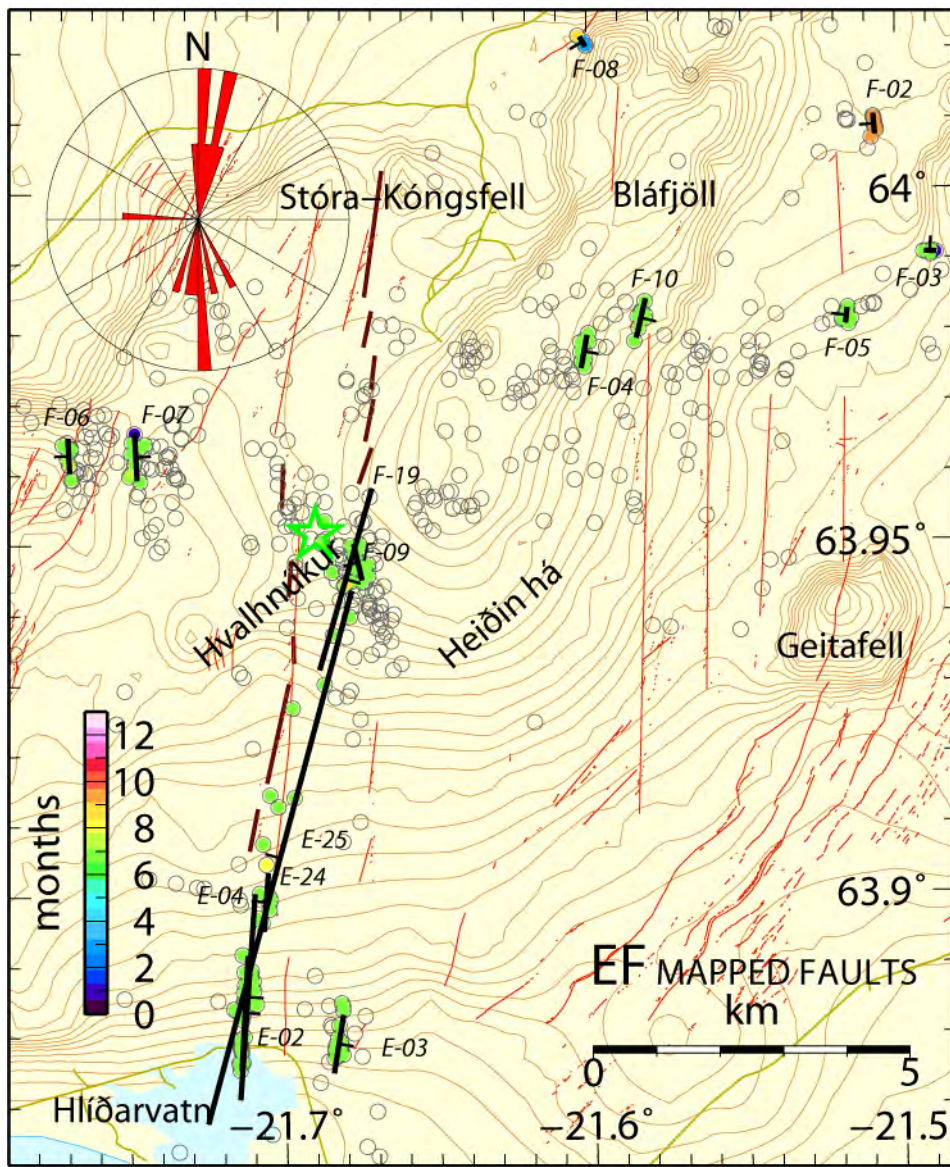 N
F-08
F-02
64°
Stóra–Kóngsfell
Bláfjöll
F-03
F-10
F-05
F-04
F-06
F-07
F-19
63.95°
F-09
Hvalhnukur
Heiðin há
Geitafell
12
10
8
6
4
2
0
months
E-25
E-24
E-04
63.9°
EF MAPPED FAULTS
km
0 5
E-02
E-03
Hlíðarvatn
−21.7°
−21.6°
−21.5°